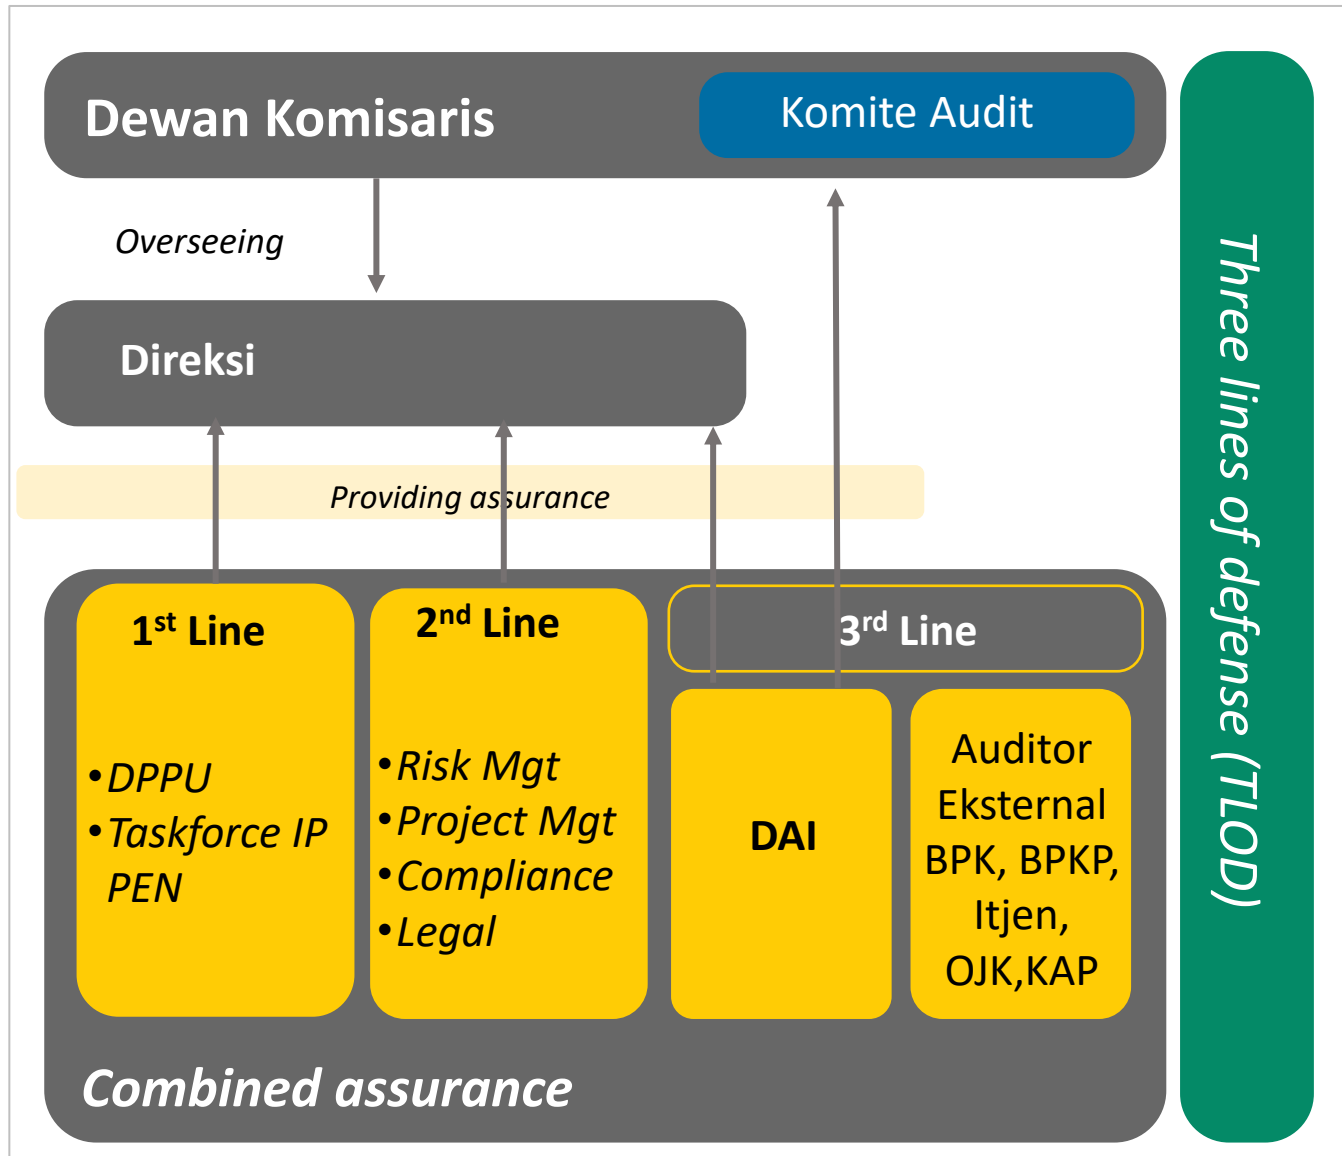 Dewan Komisaris
Komite Audit
Overseeing
Direksi
Providing assurance
1st Line
•DPPU
•Taskforce IP
PEN
2nd Line
•Risk Mgt
•Project Mgt
•Compliance
•Legal
3rd Line
DAI
Auditor
Eksternal
BPK, BPKP,
Itjen,
OJK,KAP
Combined assurance
Three lines of defense (TLOD)